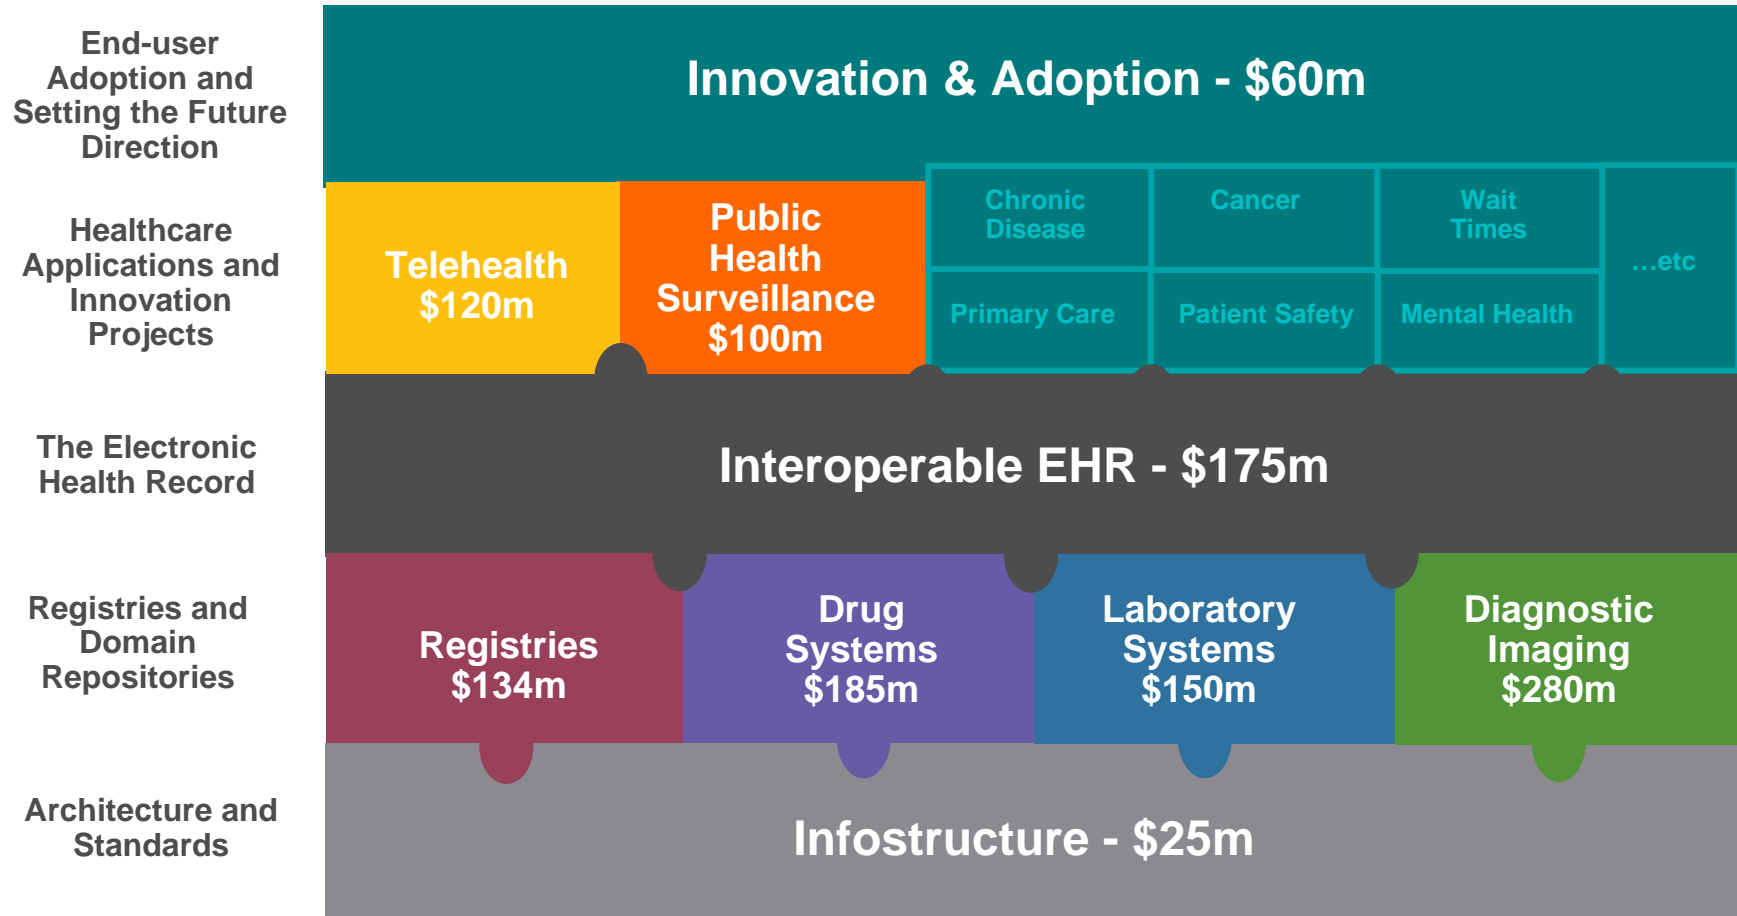 End-user
Adoption and
Setting the Future
Direction
Innovation & Adoption - $60m
Healthcare
Applications and
Innovation
Projects
Telehealth
$120m
Public
Health
Surveillance
$100m
Chronic
Disease
Cancer
Wait
Times
…etc
Primary Care
Patient Safety
Mental Health
The Electronic
Health Record
Interoperable EHR - $175m
Registries and
Domain
Repositories
Registries
$134m
Drug
Systems
$185m
Laboratory
Systems
$150m
Diagnostic
Imaging
$280m
Architecture and
Standards
Infostructure - $25m